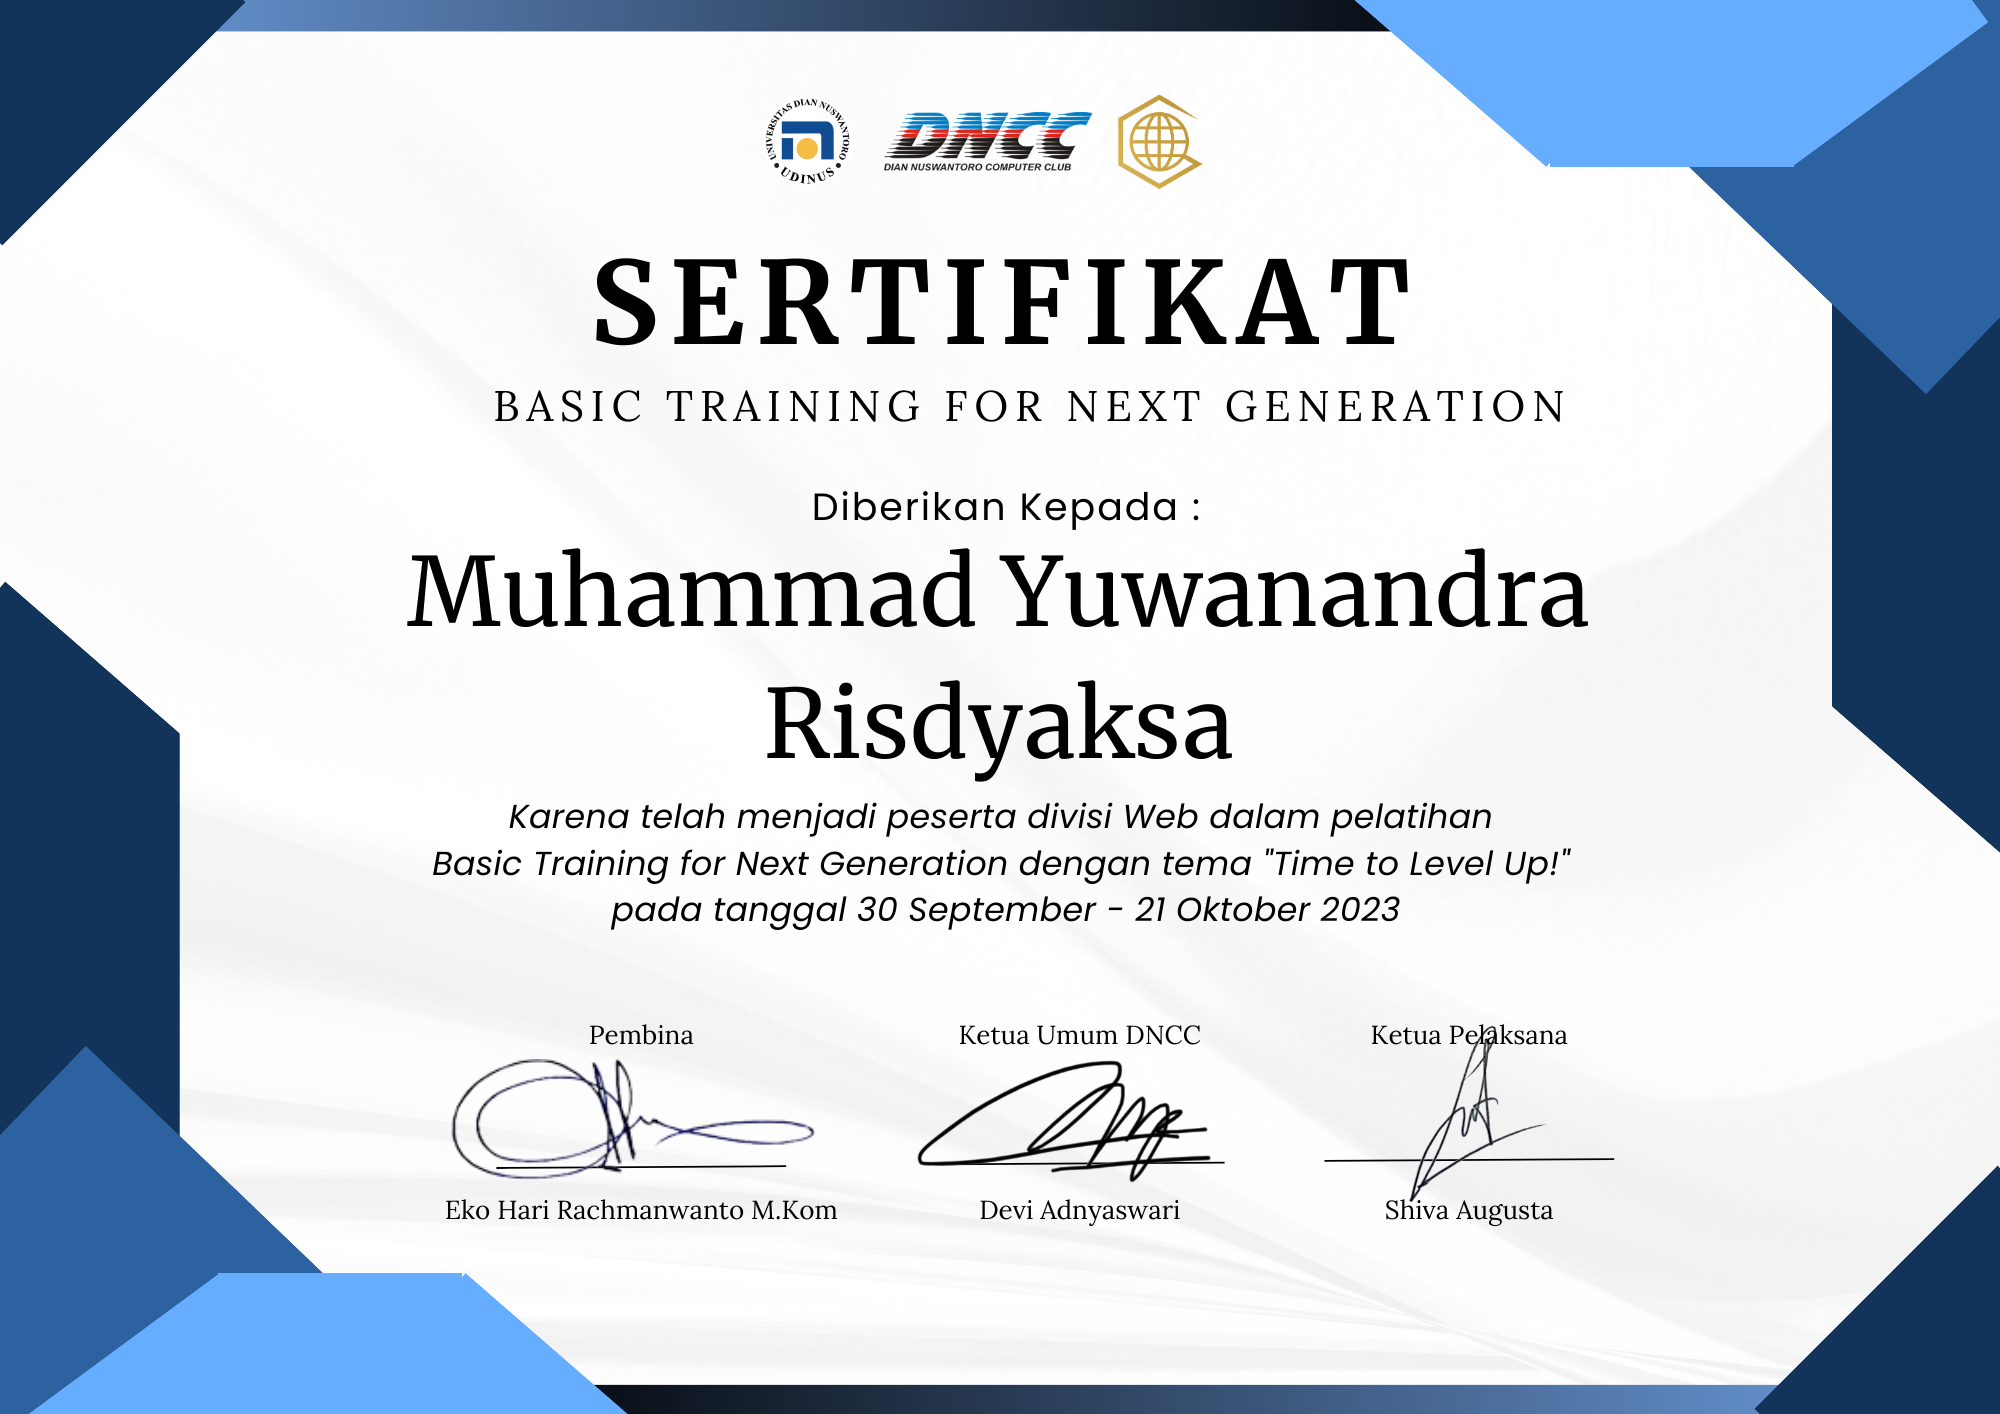 UNIVERSITAS DIAN NUSWANTORO
• UDINUS •
DNCC
DIAN NUSWANTORO COMPUTER CLUB
SERTIFIKAT
BASIC TRAINING FOR NEXT GENERATION
Diberikan Kepada :
Muhammad Yuwanandra
Risdyaksa
Karena telah menjadi peserta divisi Web dalam pelatihan
Basic Training for Next Generation dengan tema "Time to Level Up!"
pada tanggal 30 September - 21 Oktober 2023
Pembina
Ketua Umum DNCC
Ketua Pelaksana
Eko Hari Rachmanwanto M.Kom
Devi Adnyaswari
Shiva Augusta